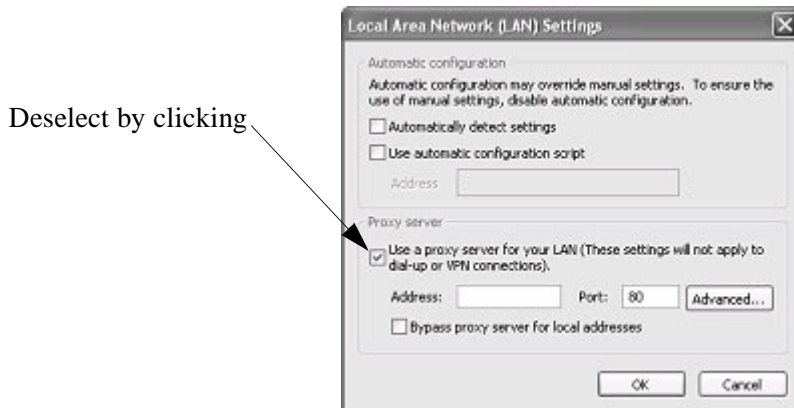 Local Area Network (LAN) Settings
Automatic configuration
Automatic configuration may override manual settings. To ensure the
use of manual settings, disable automatic configuration.
Deselect by clicking
Automatically detect settings
Use automatic configuration script
Address
Proxy server
Use a proxy server for your LAN (These settings will not apply to
dial-up or VPN connections).
Address: Port: 80 Advanced...
Bypass proxy server for local addresses
OK Cancel